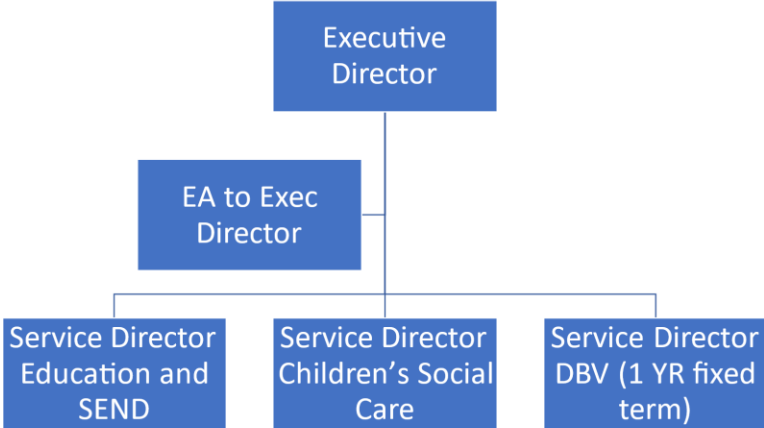 Executive
Director
EA to Exec
Director
Service Director
Education and
SEND
Service Director
Children’s Social
Care
Service Director
DBV (1 YR fixed
term)